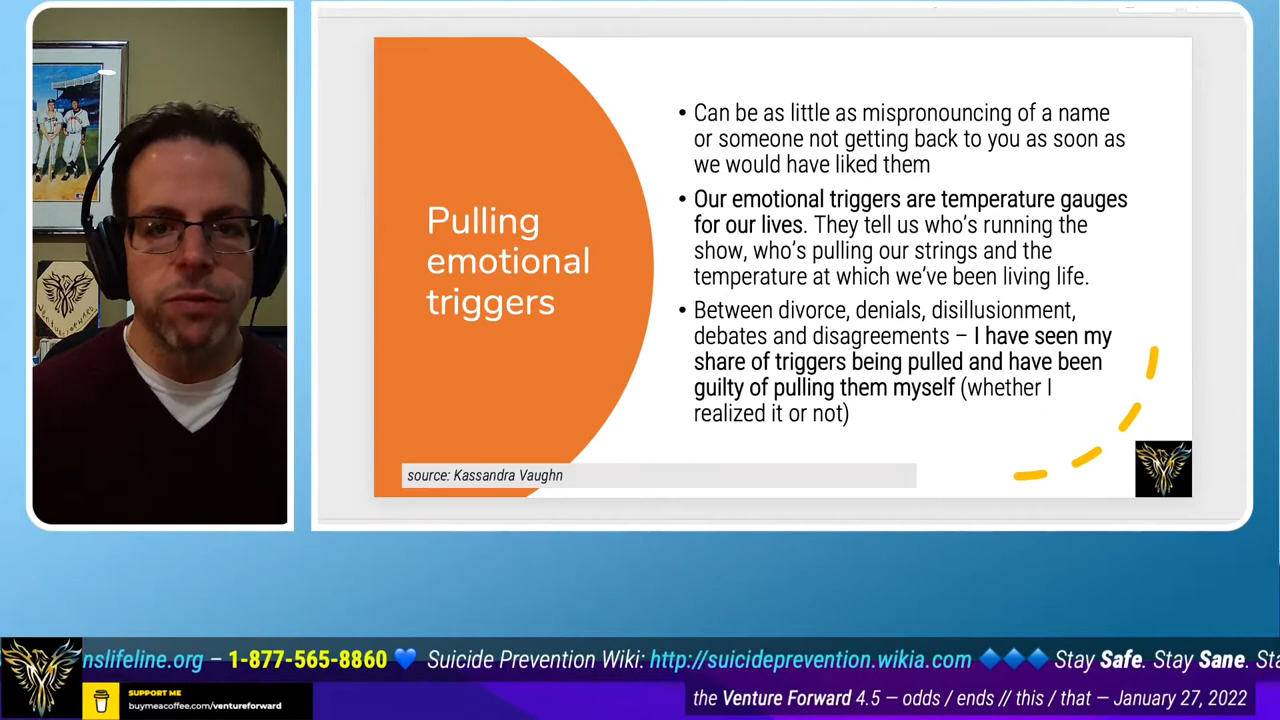 Pulling
emotional
triggers
• Can be as little as mispronouncing of a name
or someone not getting back to you as soon as
we would have liked them
• Our emotional triggers are temperature gauges
for our lives. They tell us who's running the
show, who's pulling our strings and the
temperature at which we've been living life.
• Between divorce, denials, disillusionment,
debates and disagreements – I have seen my
share of triggers being pulled and have been
guilty of pulling them myself (whether I
realized it or not)
source: Kassandra Vaughn
nslifeline.org – 1-877-565-8860 💙 Suicide Prevention Wiki: http://suicideprevention.wikia.com 🔷🔷🔷 Stay Safe. Stay Sane. Sta
SUPPORT ME
buymeacoffee.com/ventureforward
the Venture Forward 4.5 — odds / ends // this / that — January 27, 2022